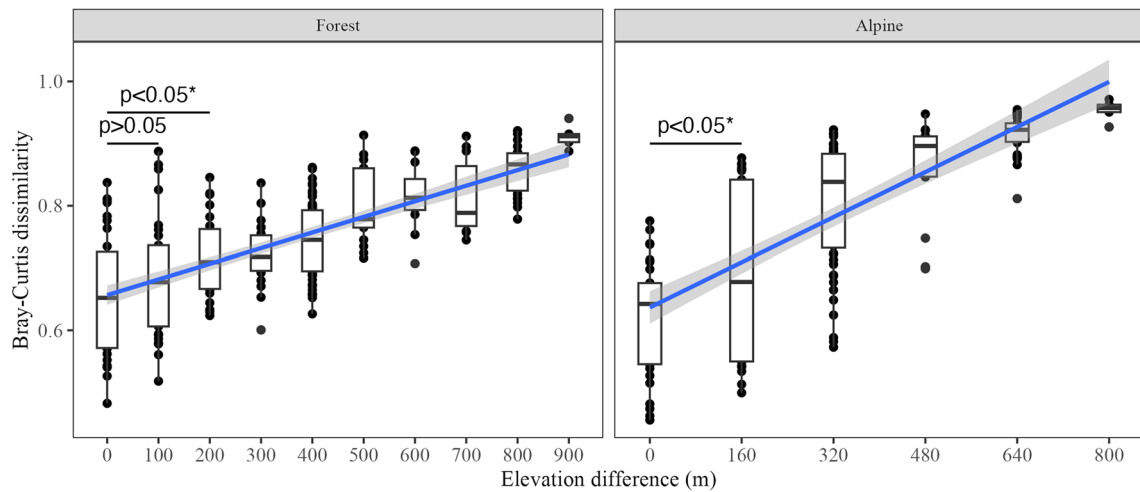 Forest
Alpine
Bray-Curtis dissimilarity
1.0
0.8
0.6
p<0.05*
p>0.05
p<0.05*
0 100 200 300 400 500 600 700 800 900
0 160 320 480 640 800
Elevation difference (m)